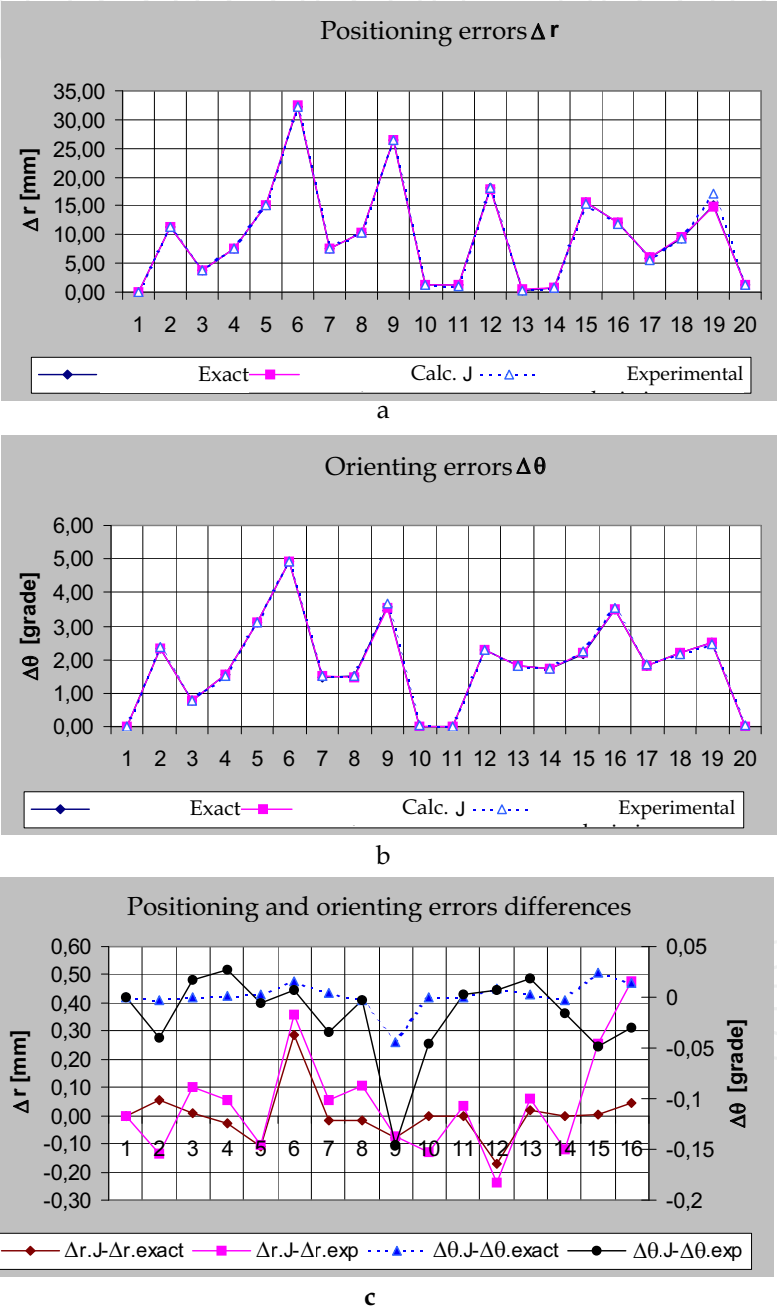 Positioning errors Δ r
35,00
30,00
25,00
20,00
15,00
10,00
5,00
0,00
Δ r [mm]
1 2 3 4 5 6 7 8 9 10 11 12 13 14 15 16 17 18 19 20
Exact Calc. J Experimental
a
Orienting errors Δθ
6,00
5,00
4,00
3,00
2,00
1,00
0,00
Δθ [grade]
1 2 3 4 5 6 7 8 9 10 11 12 13 14 15 16 17 18 19 20
Exact Calc. J Experimental
b
Positioning and orienting errors differences
0,60
0,50
0,40
0,30
0,20
0,10
0,00
-0,10
-0,20
-0,30
Δ r [mm]
1 2 3 4 5 6 7 8 9 10 11 12 13 14 15 16
0,05
0
-0,05
-0,1
-0,15
-0,2
Δθ [grade]
Δr.J-Δr.exact Δr.J-Δr.exp Δθ.J-Δθ.exact Δθ.J-Δθ.exp
c